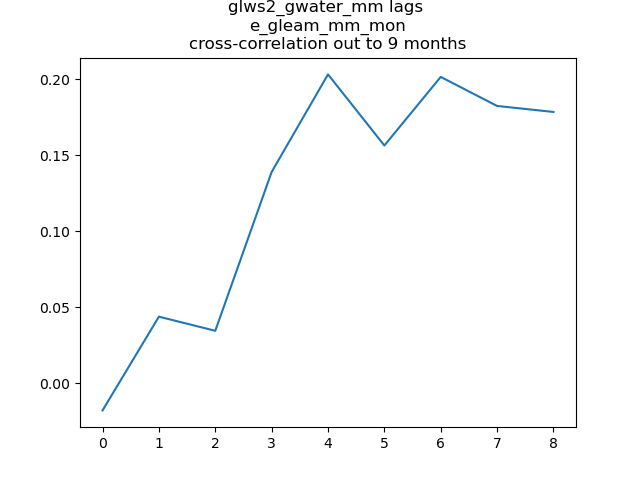 glws2_gwater_mm lags
e_gleam_mm_mon
cross-correlation out to 9 months
0.20
0.15
0.10
0.05
0.00
0 1 2 3 4 5 6 7 8